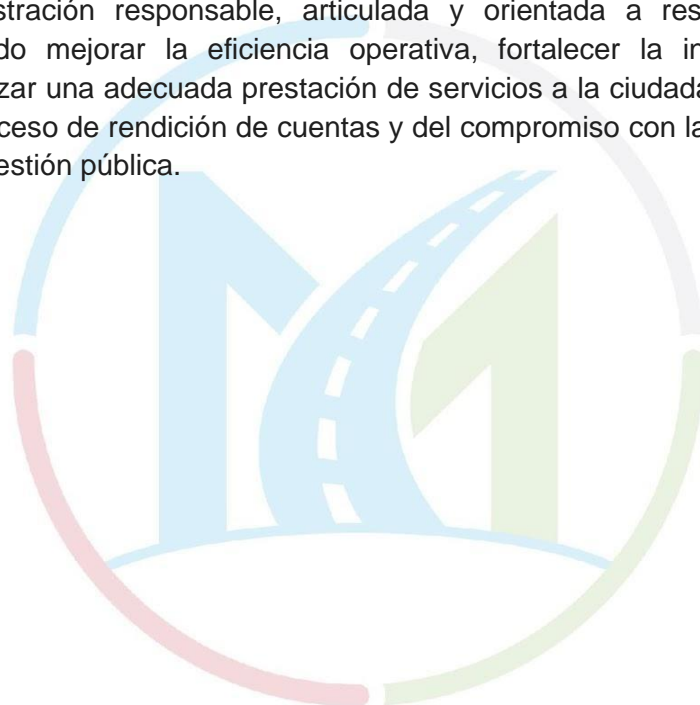 stración responsable, articulada y orientada a res
do mejorar la eficiencia operativa, fortalecer la in
zar una adecuada prestación de servicios a la ciudada
ceso de rendición de cuentas y del compromiso con la
estión pública.